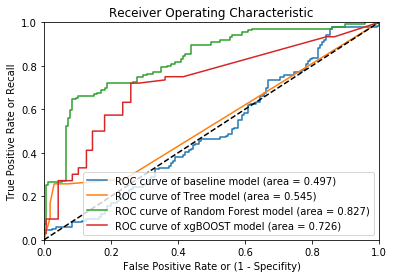 Receiver Operating Characteristic
1.0
0.8
0.6
0.4
0.2
0.0
True Positive Rate or Recall
ROC curve of baseline model (area = 0.497)
ROC curve of Tree model (area = 0.545)
ROC curve of Random Forest model (area = 0.827)
ROC curve of xgBOOST model (area = 0.726)
0.0 0.2 0.4 0.6 0.8 1.0
False Positive Rate or (1 - Specifity)